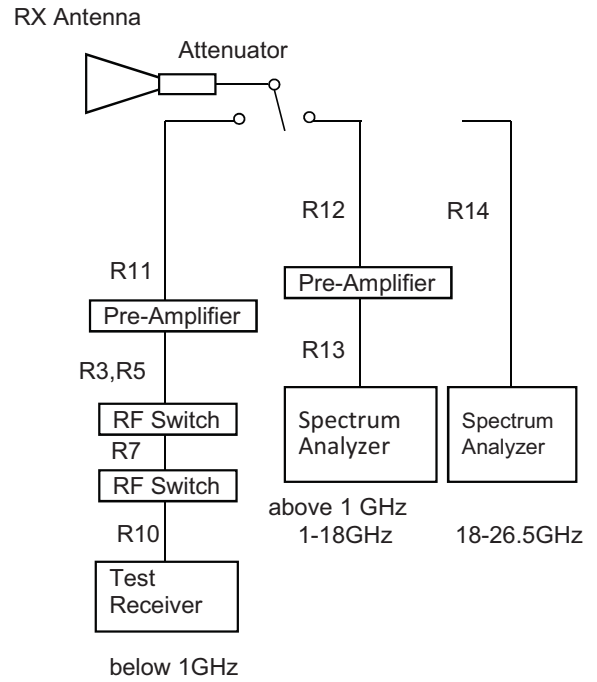 RX Antenna
Attenuator
R12
R14
R11
Pre-Amplifier
Pre-Amplifier
R13
R3,R5
RF Switch
Spectrum
Analyzer
Spectrum
Analyzer
R7
RF Switch
above 1 GHz
1-18GHz
18-26.5GHz
R10
Test
Receiver
below 1GHz